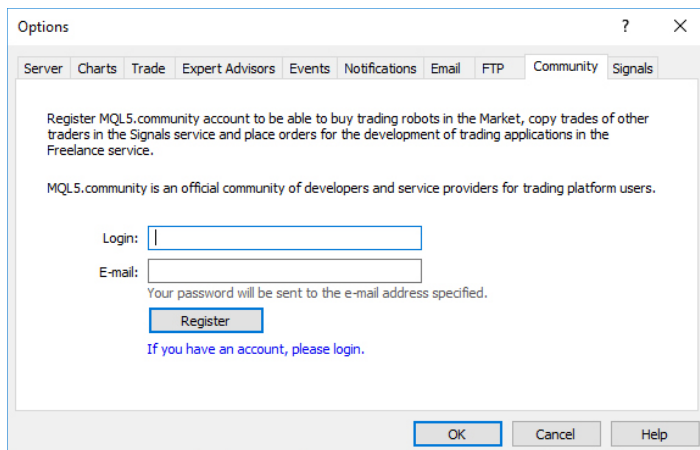 Options
?
Server Charts Trade Expert Advisors Events Notifications Email FTP Community Signals
Register MQL5.community account to be able to buy trading robots in the Market, copy trades of other
traders in the Signals service and place orders for the development of trading applications in the
Freelance service.
MQL5.community is an official community of developers and service providers for trading platform users.
Login:
E-mail:
Your password will be sent to the e-mail address specified.
Register
If you have an account, please login.
OK Cancel Help